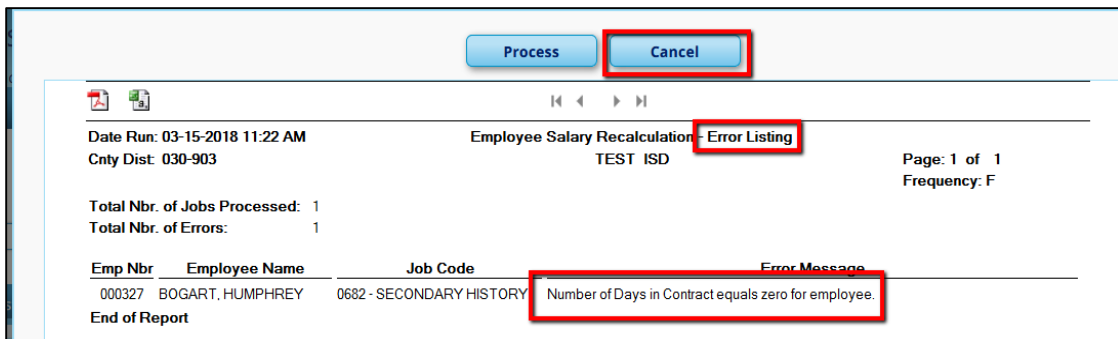 Process Cancel
Date Run: 03-15-2018 11:22 AM Employee Salary Recalculation - Error Listing
Cnty Dist: 030-903 TEST ISD Page: 1 of 1
Frequency: F
Total Nbr. of Jobs Processed: 1
Total Nbr. of Errors: 1
Emp Nbr Employee Name Job Code Error Message
000327 BOGART, HUMPHREY 0682 - SECONDARY HISTORY Number of Days in Contract equals zero for employee.
End of Report